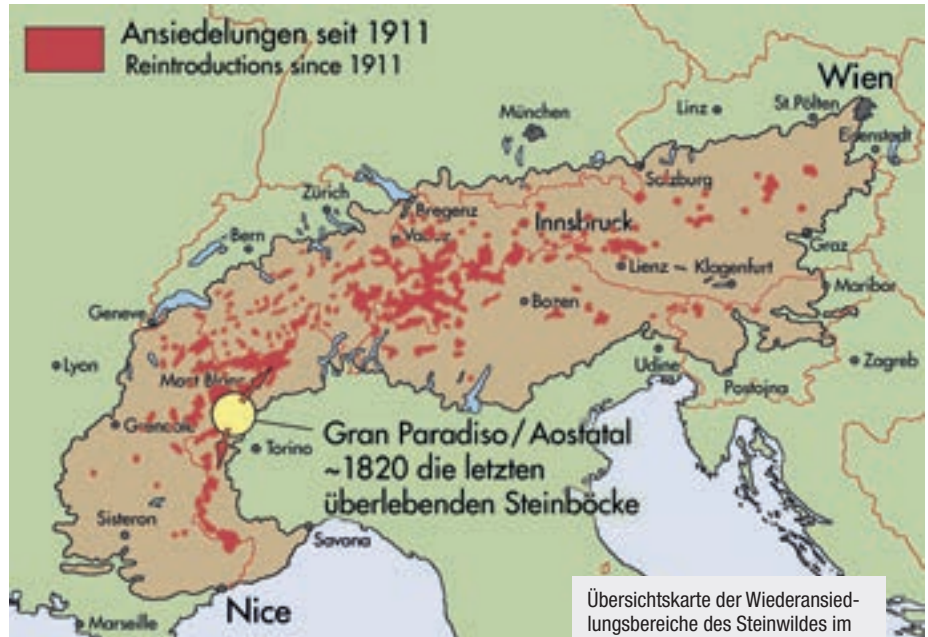 Ansiedelungen seit 1911
Reintroductions since 1911
Wien
Linz
St.Pölten
München
Eisenstadt
Salzburg
Zürich
Bregenz
Innsbruck
Vaduz
Bern
Graz
Lienz
Klagenfurt
Maribor
Bozen
Geneve
Lyon
Udine
Zagreb
Mont Blanc
Postojna
Grenoble
Torino
Gran Paradiso/Aostatal
~1820 die letzten
überlebenden Steinböcke
Sisteron
Savona
Nice
Marseille
Übersichtskarte der Wiederansied-
lungsbereiche des Steinwildes im